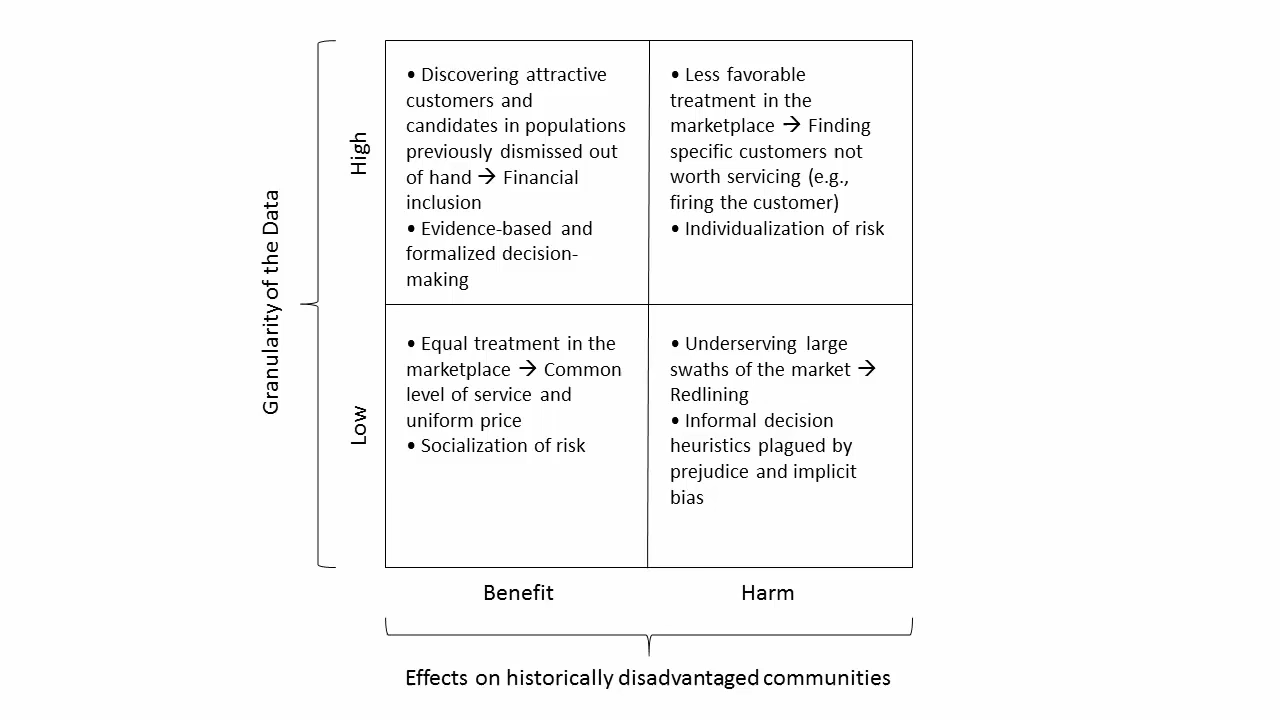 Granularity of the Data
High
• Discovering attractive
customers and
candidates in populations
previously dismissed out
of hand → Financial
inclusion
• Evidence-based and
formalized decision-
making
• Less favorable
treatment in the
marketplace → Finding
specific customers not
worth servicing (e.g.,
firing the customer)
• Individualization of risk
Low
• Equal treatment in the
marketplace → Common
level of service and
uniform price
• Socialization of risk
• Underserving large
swaths of the market →
Redlining
• Informal decision
heuristics plagued by
prejudice and implicit
bias
Benefit
Harm
Effects on historically disadvantaged communities